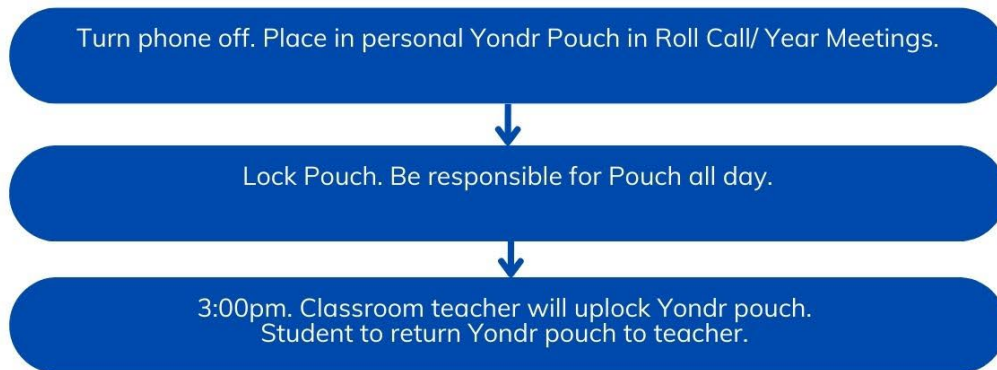 Turn phone off. Place in personal Yondr Pouch in Roll Call/ Year Meetings.
Lock Pouch. Be responsible for Pouch all day.
3:00pm. Classroom teacher will uplock Yondr pouch.
Student to return Yondr pouch to teacher.